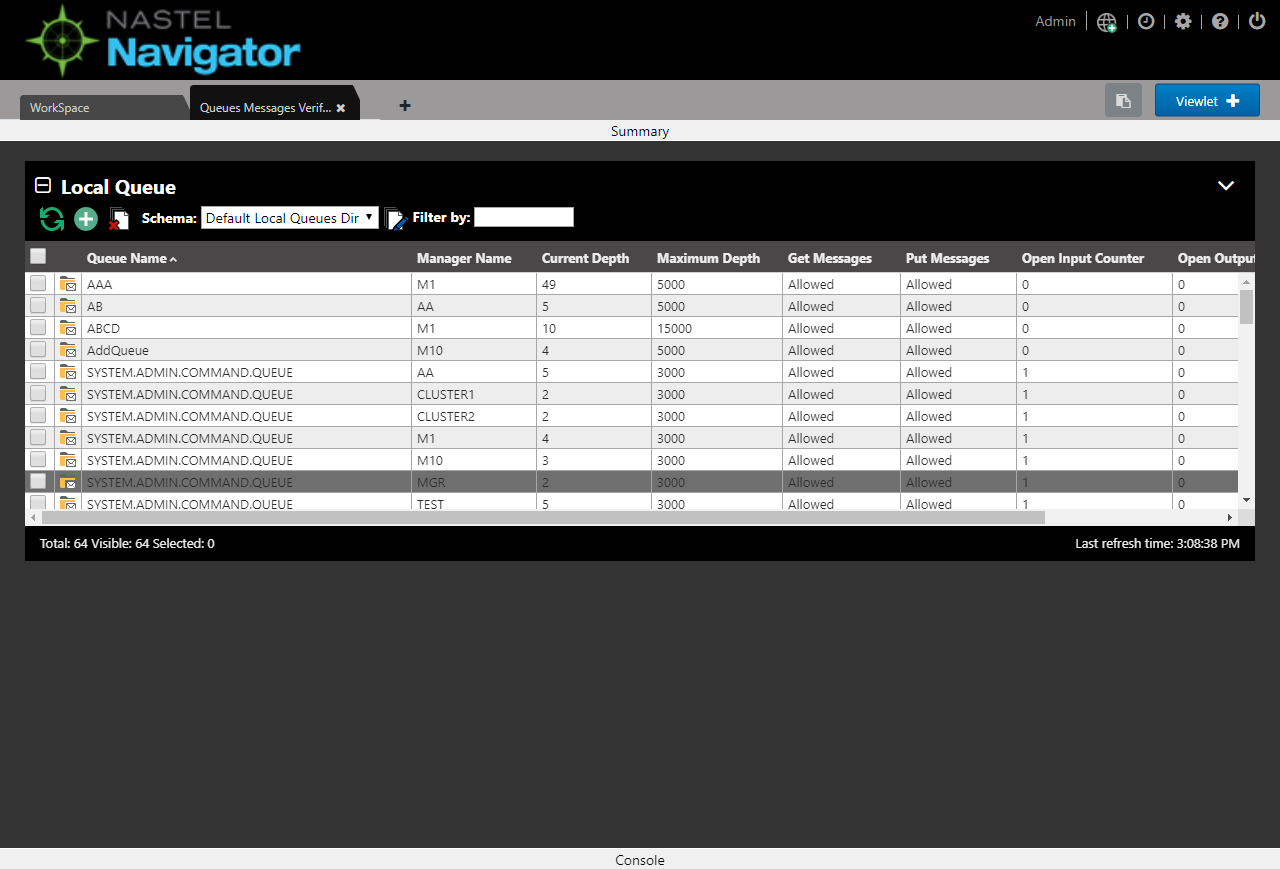 NASTEL
Navigator
Admin
WorkSpace
Queues Messages Verif...
Viewlet
Summary
Local Queue
Schema: Default Local Queues Dir Filter by:
Queue Name Manager Name Current Depth Maximum Depth Get Messages Put Messages Open Input Counter Open Output
AAA M1 49 5000 Allowed Allowed 0 0
AB AA 5 5000 Allowed Allowed 0 0
ABCD M1 10 15000 Allowed Allowed 0 0
AddQueue M10 4 5000 Allowed Allowed 0 0
SYSTEM.ADMIN.COMMAND.QUEUE AA 5 3000 Allowed Allowed 1 0
SYSTEM.ADMIN.COMMAND.QUEUE CLUSTER1 2 3000 Allowed Allowed 1 0
SYSTEM.ADMIN.COMMAND.QUEUE CLUSTER2 2 3000 Allowed Allowed 1 0
SYSTEM.ADMIN.COMMAND.QUEUE M1 4 3000 Allowed Allowed 1 0
SYSTEM.ADMIN.COMMAND.QUEUE M10 3 3000 Allowed Allowed 1 0
SYSTEM.ADMIN.COMMAND.QUEUE MGR 2 3000 Allowed Allowed 1 0
SYSTEM.ADMIN.COMMAND.QUEUE TEST 5 3000 Allowed Allowed 1 0
Total: 64 Visible: 64 Selected: 0
Last refresh time: 3:08:38 PM
Console